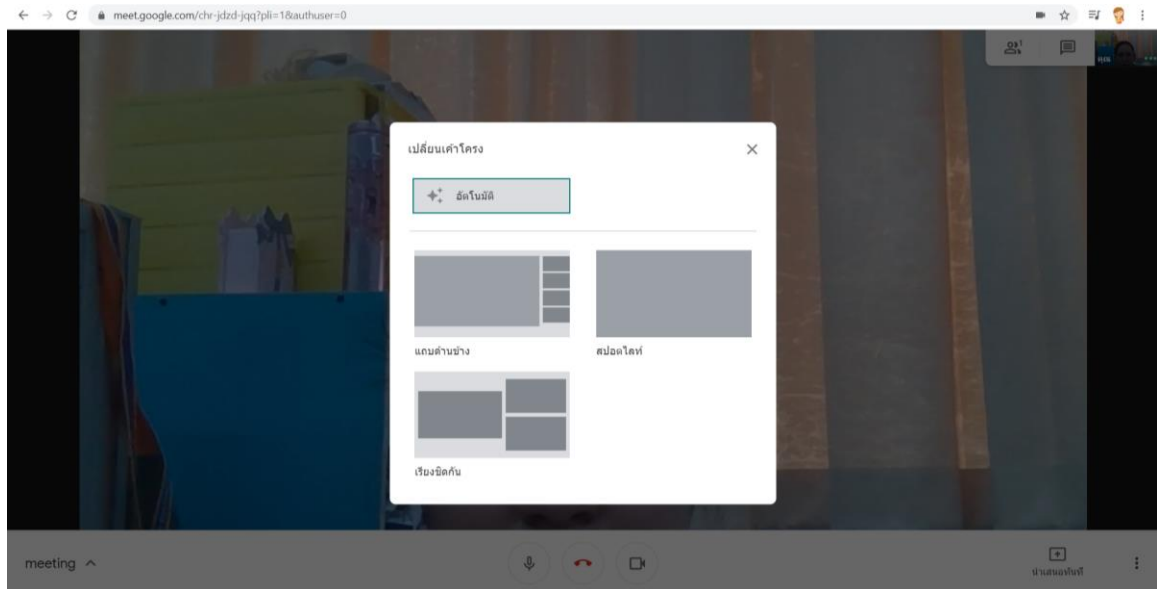 meet.google.com/chr-jdzd-jqq?pli=1&authuser=0
1
คุณ
เปลี่ยนเค้าโครง
อัตโนมัติ
แถบด้านข้าง
สปอตไลท์
เรียงชิดกัน
meeting
นำเสนอทันที